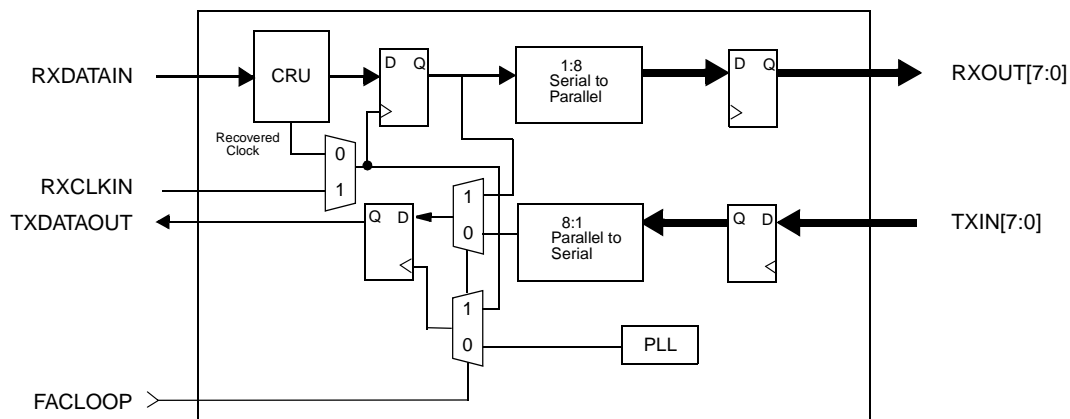 RXDATAIN
CRU
D Q
1:8
Serial to
Parallel
D Q
RXOUT[7:0]
Recovered
Clock
0
1
RXCLKIN
TXDATAOUT
Q D
1
0
8:1
Parallel to
Serial
Q D
TXIN[7:0]
1
0
PLL
FACLOOP